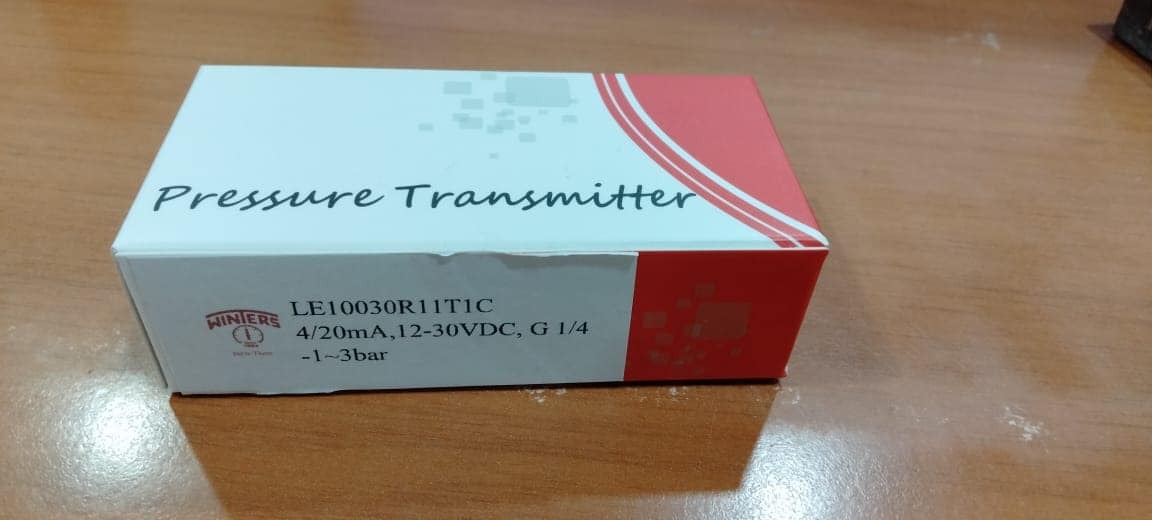 Pressure Transmitter
WINTERS
LE10030R11T1C
4/20mA,12-30VDC, G 1/4
-1~3bar